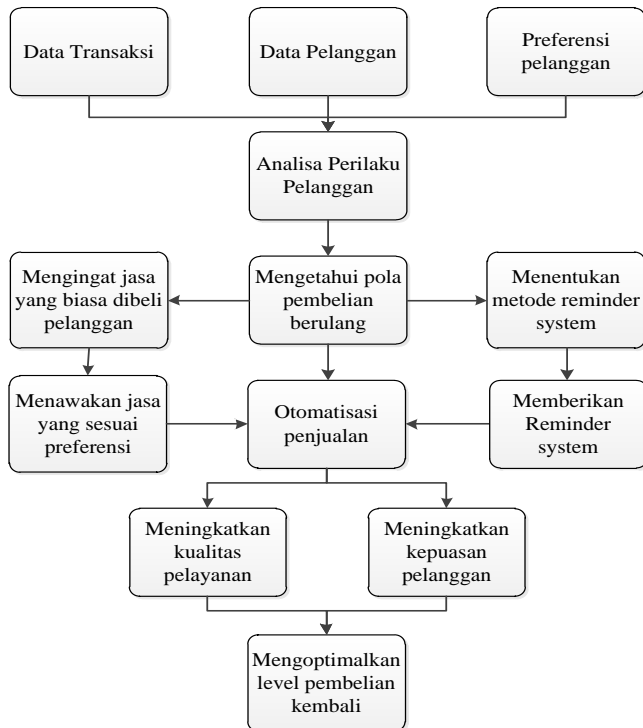 Data Transaksi
Data Pelanggan
Preferensi
pelanggan
Analisa Perilaku
Pelanggan
Mengingat jasa
yang biasa dibeli
pelanggan
Mengetahui pola
pembelian
berulang
Menentukan
metode reminder
system
Menawakan jasa
yang sesuai
preferensi
Otomatisasi
penjualan
Memberikan
Reminder
system
Meningkatkan
kualitas
pelayanan
Meningkatkan
kepuasan
pelanggan
Mengoptimalkan
level pembelian
kembali